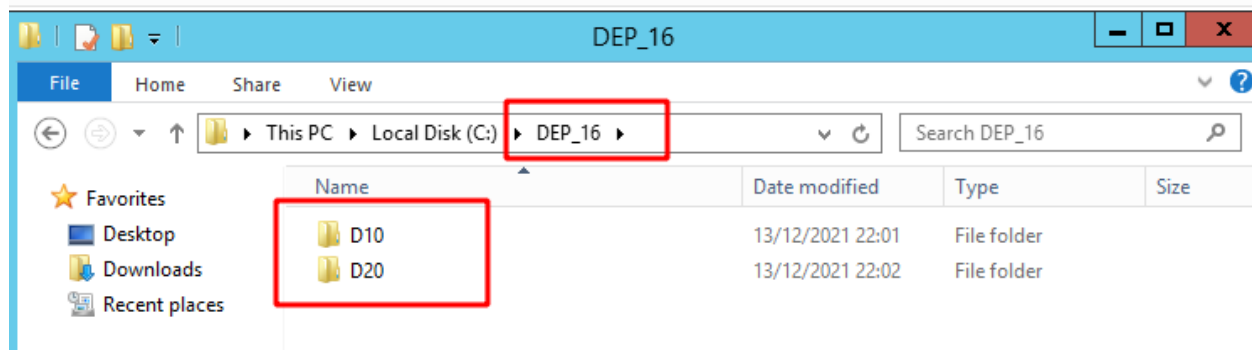 DEP_16
File Home Share View
This PC Local Disk (C:) DEP_16 Search DEP_16
Name Date modified Type Size
Favorites
Desktop
Downloads
Recent places
D10 13/12/2021 22:01 File folder
D20 13/12/2021 22:02 File folder